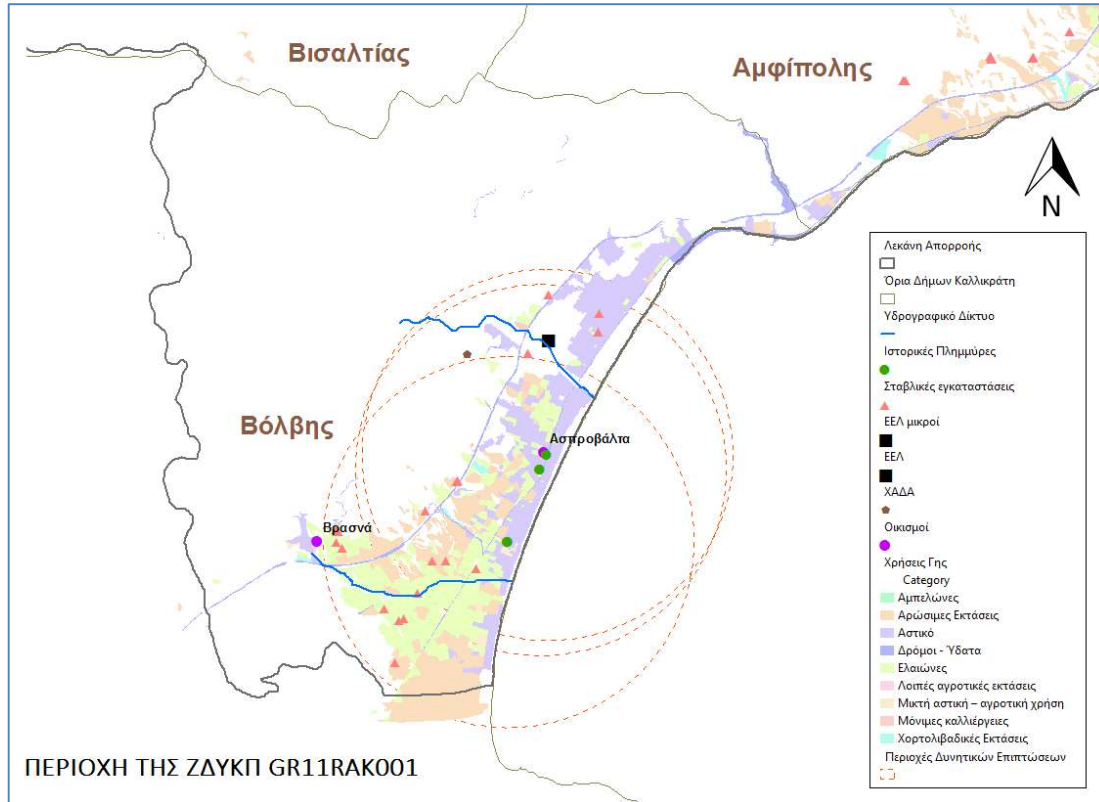 Βισαλτίας
Αμφίπολης
N
Λεκάνη Απορροής
Όρια Δήμων Καλλικράτη
Υδρογραφικό Δίκτυο
Ιστορικές Πλημμύρες
Σταβλικές εγκαταστάσεις
ΕΕΛ μικροί
ΕΕΛ
ΧΑΔΑ
Οικισμοί
Χρήσεις Γης
Category
Αμπελώνες
Αρώσιμες Εκτάσεις
Αστικό
Δρόμοι - Ύδατα
Ελαιώνες
Λοιπές αγροτικές εκτάσεις
Μικτή αστική – αγροτική χρήση
Μόνιμες καλλιέργειες
Χορτολιβαδικές Εκτάσεις
Περιοχές Δυνητικών Επιπτώσεων
Βόλβης
Ασπροβάλτα
Βρασνά
ΠΕΡΙΟΧΗ ΤΗΣ ΖΔΥΚΠ GR11RAK001